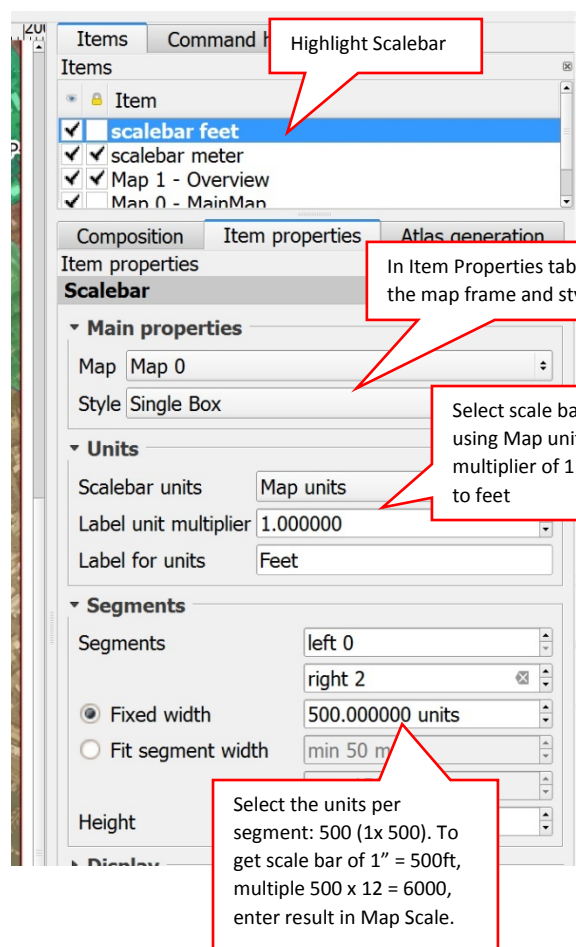 200
Items Command h
Highlight Scalebar
Items
Item
scalebar feet
scalebar meter
Map 1 - Overview
Map 0 - MainMap
Composition Item properties Atlas generation
Item properties
In Item Properties tab
the map frame and sty
Scalebar
Main properties
Map Map 0
Style Single Box
Select scale ba
using Map unit
multiplier of 1
to feet
Units
Scalebar units Map units
Label unit multiplier 1.000000
Label for units Feet
Segments
Segments left 0
right 2
Fixed width 500.000000 units
Fit segment width min 50 m
Height
Select the units per
segment: 500 (1x 500). To
get scale bar of 1” = 500ft,
multiple 500 x 12 = 6000,
enter result in Map Scale.
Display